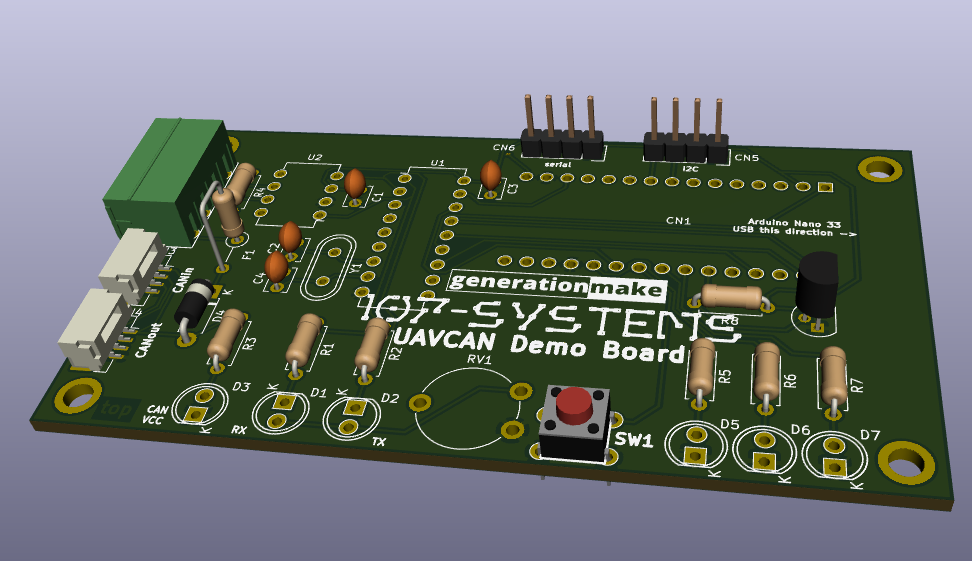 CN6
serial
I2C
CN5
U2
U1
R4
C1
C3
CN1
Arduino Nano 33
USB this direction -->
C2
F1
C4
Y1
CANin
K
D4
generationmake
R8
UAVCAN Demo Board
CANout
R3
R1
R2
RV1
R5
R6
R7
top
D3
K
D1
K
D2
CAN
VCC
K
RX
TX
SW1
D5
D6
D7
K
K
K